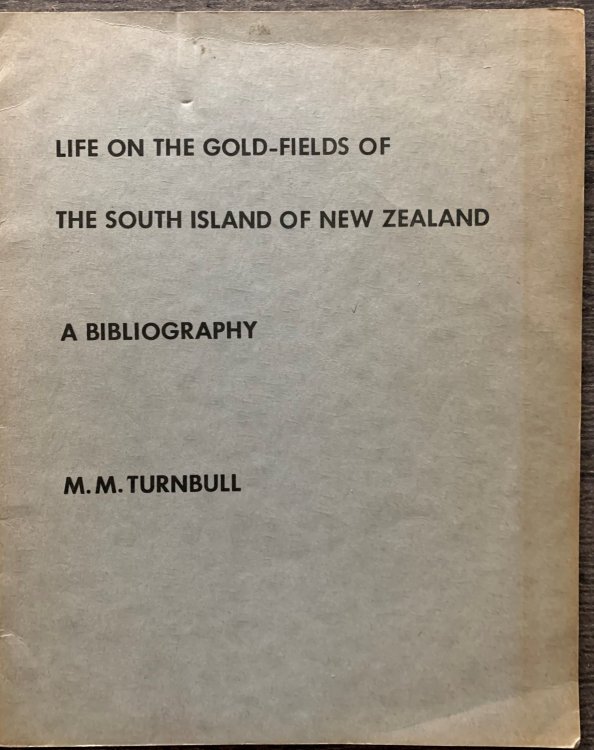 LIFE ON THE GOLD-FIELDS OF
THE SOUTH ISLAND OF NEW ZEALAND
A BIBLIOGRAPHY
M. M. TURNBULL